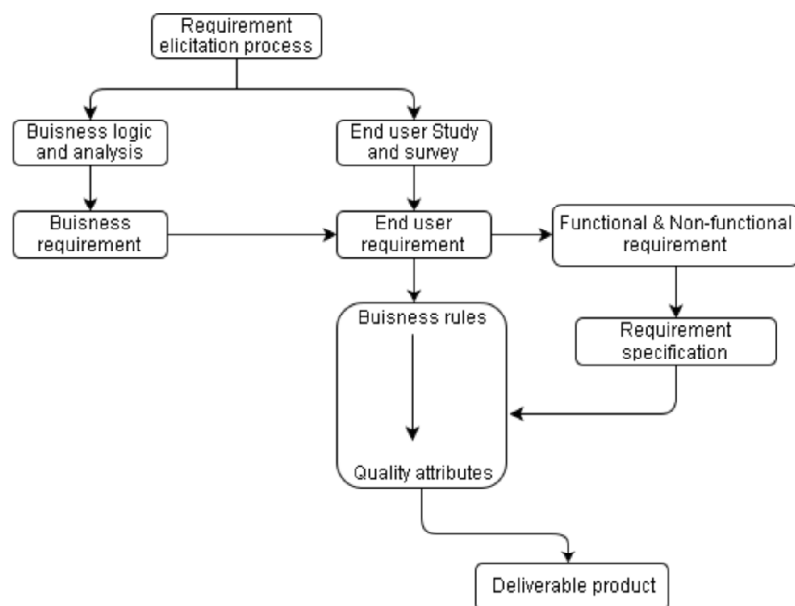 Requirement
elicitation process
Buisness logic
and analysis
End user Study
and survey
Buisness
requirement
End user
requirement
Functional & Non-functional
requirement
Buisness rules
Requirement
specification
Quality attributes
Deliverable product